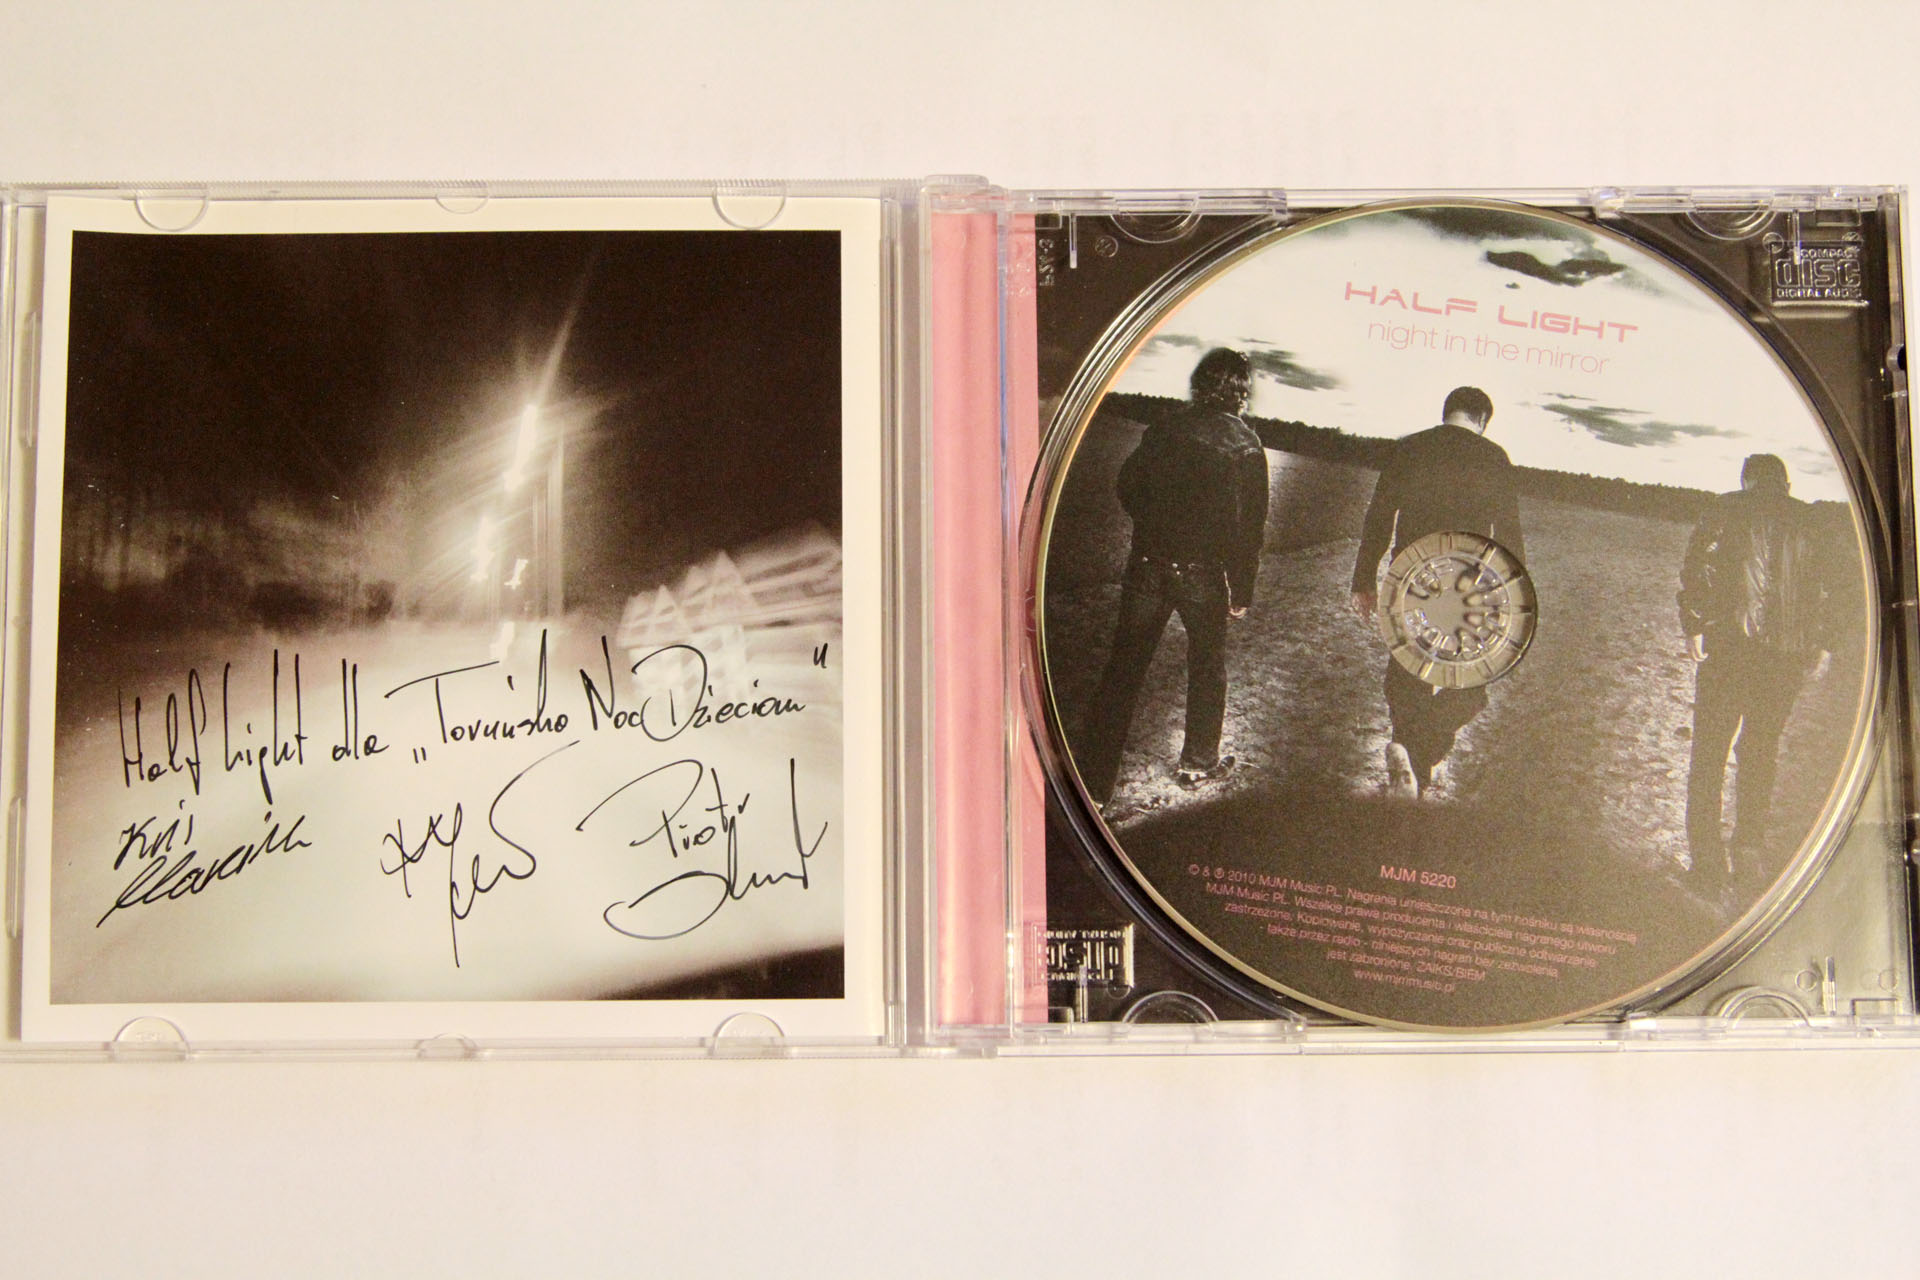 Half Light dla „Toruńska Noc Dzieciom"
Kris
Piotr
COMPACT
disc
DIGITAL AUDIO
HALF LIGHT
night in the mirror
MJM 5220
© & ℗ 2010 MJM Music PL. Nagrania umieszczone na tym nośniku są własnością
MJM Music PL. Wszelkie prawa producenta i właściciela nagranego utworu
zastrzeżone. Kopiowanie, wypożyczanie oraz publiczne odtwarzanie
- także przez radio - niniejszych nagrań bez zezwolenia
jest zabronione. ZAIKS/BIEM
www.mjmmusic.pl